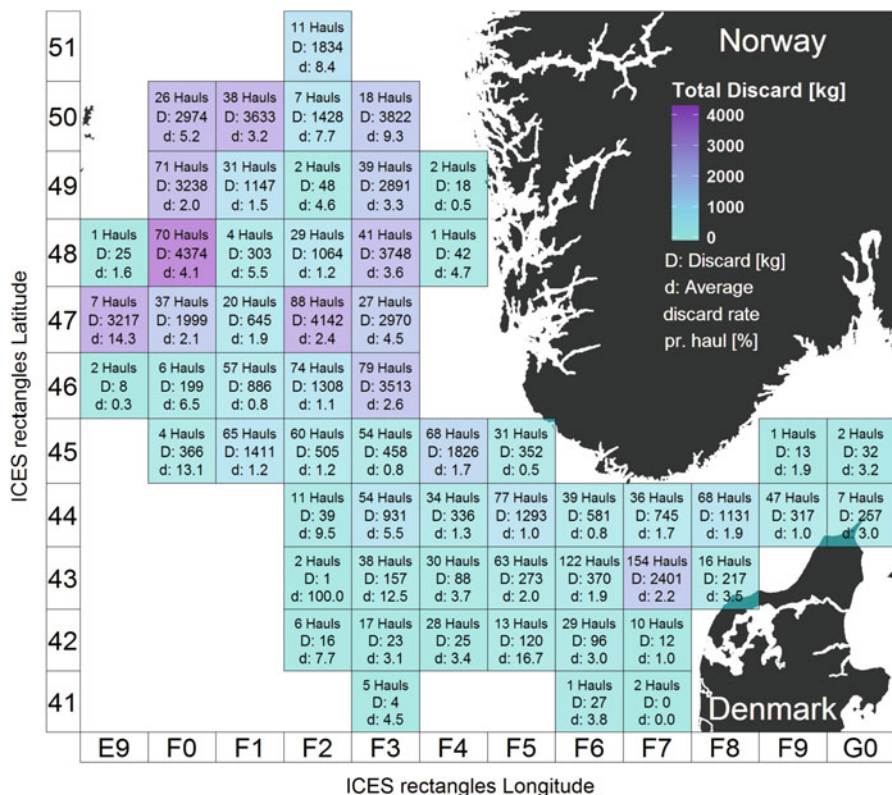 51
11 Hauls
D: 1834
d: 8.4
Norway
50
26 Hauls
D: 2974
d: 5.2
38 Hauls
D: 3633
d: 3.2
7 Hauls
D: 1428
d: 7.7
18 Hauls
D: 3822
d: 9.3
Total Discard [kg]
4000
3000
2000
1000
0
D: Discard [kg]
d: Average
discard rate
pr. haul [%]
49
71 Hauls
D: 3238
d: 2.0
31 Hauls
D: 1147
d: 1.5
2 Hauls
D: 48
d: 4.6
39 Hauls
D: 2891
d: 3.3
2 Hauls
D: 18
d: 0.5
48
1 Hauls
D: 25
d: 1.6
70 Hauls
D: 4374
d: 4.1
4 Hauls
D: 303
d: 5.5
29 Hauls
D: 1064
d: 1.2
41 Hauls
D: 3748
d: 3.6
1 Hauls
D: 42
d: 4.7
47
7 Hauls
D: 3217
d: 14.3
37 Hauls
D: 1999
d: 2.1
20 Hauls
D: 645
d: 1.9
88 Hauls
D: 4142
d: 2.4
27 Hauls
D: 2970
d: 4.5
46
2 Hauls
D: 8
d: 0.3
6 Hauls
D: 199
d: 6.5
57 Hauls
D: 886
d: 0.8
74 Hauls
D: 1308
d: 1.1
79 Hauls
D: 3513
d: 2.6
45
4 Hauls
D: 366
d: 13.1
65 Hauls
D: 1411
d: 1.2
60 Hauls
D: 505
d: 1.2
54 Hauls
D: 458
d: 0.8
68 Hauls
D: 1826
d: 1.7
31 Hauls
D: 352
d: 0.5
1 Hauls
D: 13
d: 1.9
2 Hauls
D: 32
d: 3.2
44
11 Hauls
D: 39
d: 9.5
54 Hauls
D: 931
d: 5.5
34 Hauls
D: 336
d: 1.3
77 Hauls
D: 1293
d: 1.0
39 Hauls
D: 581
d: 0.8
36 Hauls
D: 745
d: 1.7
68 Hauls
D: 1131
d: 1.9
47 Hauls
D: 317
d: 1.0
7 Hauls
D: 257
d: 3.0
43
2 Hauls
D: 1
d: 100.0
38 Hauls
D: 157
d: 12.5
30 Hauls
D: 88
d: 3.7
63 Hauls
D: 273
d: 2.0
122 Hauls
D: 370
d: 1.9
154 Hauls
D: 2401
d: 2.2
16 Hauls
D: 217
d: 3.5
42
6 Hauls
D: 16
d: 7.7
17 Hauls
D: 23
d: 3.1
28 Hauls
D: 25
d: 3.4
13 Hauls
D: 120
d: 16.7
29 Hauls
D: 96
d: 3.0
10 Hauls
D: 12
d: 1.0
41
5 Hauls
D: 4
d: 4.5
1 Hauls
D: 27
d: 3.8
2 Hauls
D: 0
d: 0.0
Denmark
E9 F0 F1 F2 F3 F4 F5 F6 F7 F8 F9 G0
ICES rectangles Longitude
ICES rectangles Latitude